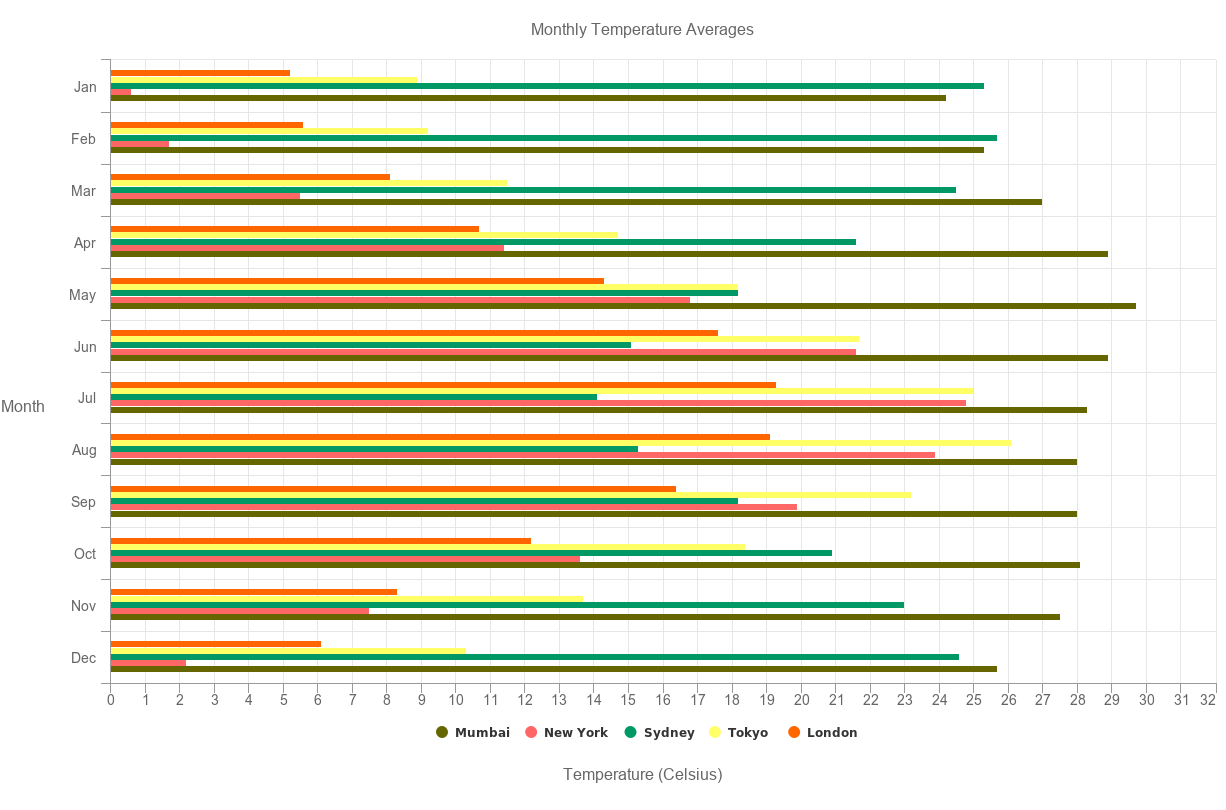 Monthly Temperature Averages
Jan
Feb
Mar
Apr
May
Jun
Jul
Month
Aug
Sep
Oct
Nov
Dec
0 1 2 3 4 5 6 7 8 9 10 11 12 13 14 15 16 17 18 19 20 21 22 23 24 25 26 27 28 29 30 31 32
Mumbai New York Sydney Tokyo London
Temperature (Celsius)